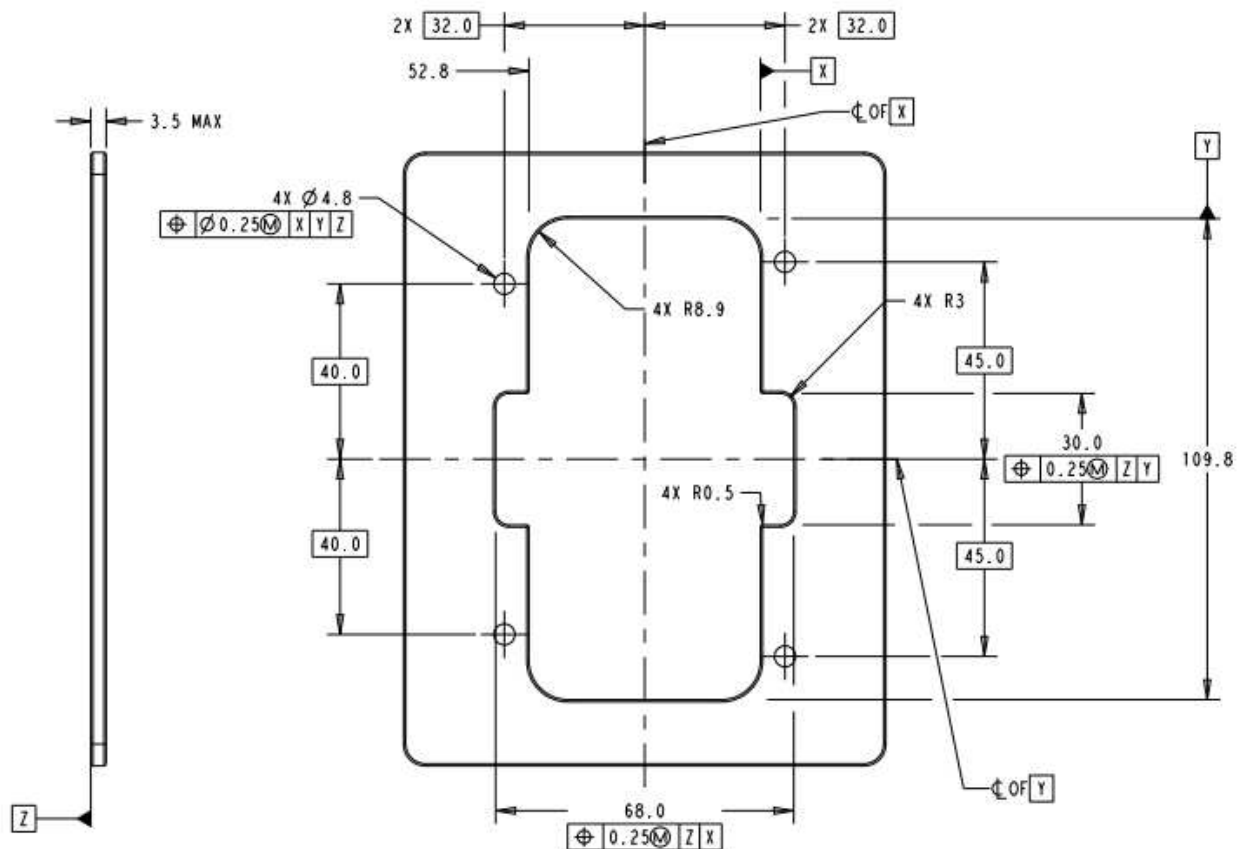 2X 32.0
2X 32.0
52.8
X
3.5 MAX
℄ OF X
Y
4X Ø4.8
⌖ Ø0.25Ⓜ X Y Z
4X R8.9
4X R3
40.0
45.0
30.0
⌖ 0.25Ⓜ Z Y
109.8
4X R0.5
40.0
45.0
℄ OF Y
Z
68.0
⌖ 0.25Ⓜ Z X